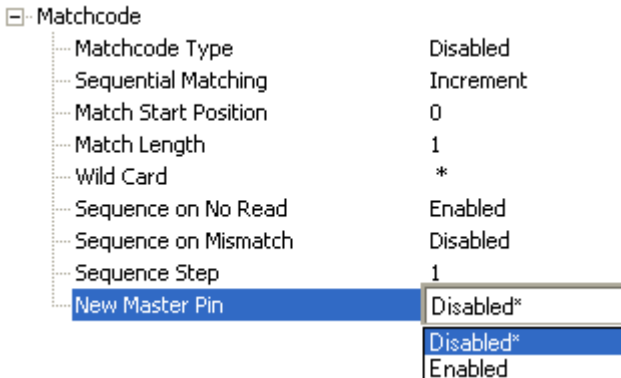 Matchcode
Matchcode Type Disabled
Sequential Matching Increment
Match Start Position 0
Match Length 1
Wild Card *
Sequence on No Read Enabled
Sequence on Mismatch Disabled
Sequence Step 1
New Master Pin Disabled*
Disabled*
Enabled